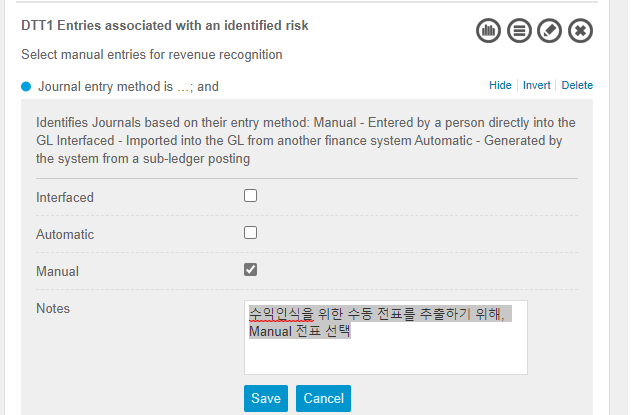 DTT1 Entries associated with an identified risk
Select manual entries for revenue recognition
Journal entry method is ...; and
Hide Invert Delete
Identifies Journals based on their entry method: Manual - Entered by a person directly into the
GL Interfaced - Imported into the GL from another finance system Automatic - Generated by
the system from a sub-ledger posting
Interfaced
Automatic
Manual
Notes
수익인식을 위한 수동 전표를 추출하기 위해,
Manual 전표 선택
Save Cancel